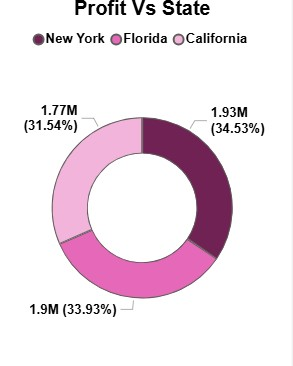 Profit Vs State
New York Florida California
1.77M
(31.54%)
1.93M
(34.53%)
1.9M (33.93%)